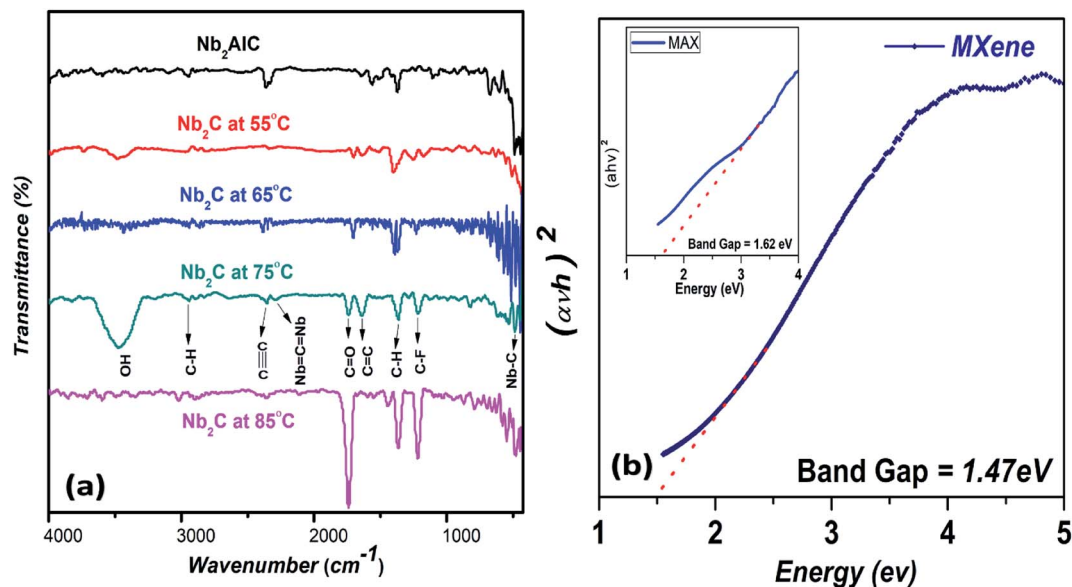 (a)
Nb2AlC
Nb2C at 55°C
Nb2C at 65°C
Nb2C at 75°C
OH
C-H
C≡C
Nb=C=Nb
C=O
C=C
C-H
C-F
Nb-C
Nb2C at 85°C
(a)
Transmittance (%)
4000 3000 2000 1000
Wavenumber (cm-1)
(b)
MXene
MAX
(ahv)2
Band Gap = 1.62 eV
1 2 3 4
Energy (eV)
(ανh)2
(b)
Band Gap = 1.47eV
1 2 3 4 5
Energy (ev)